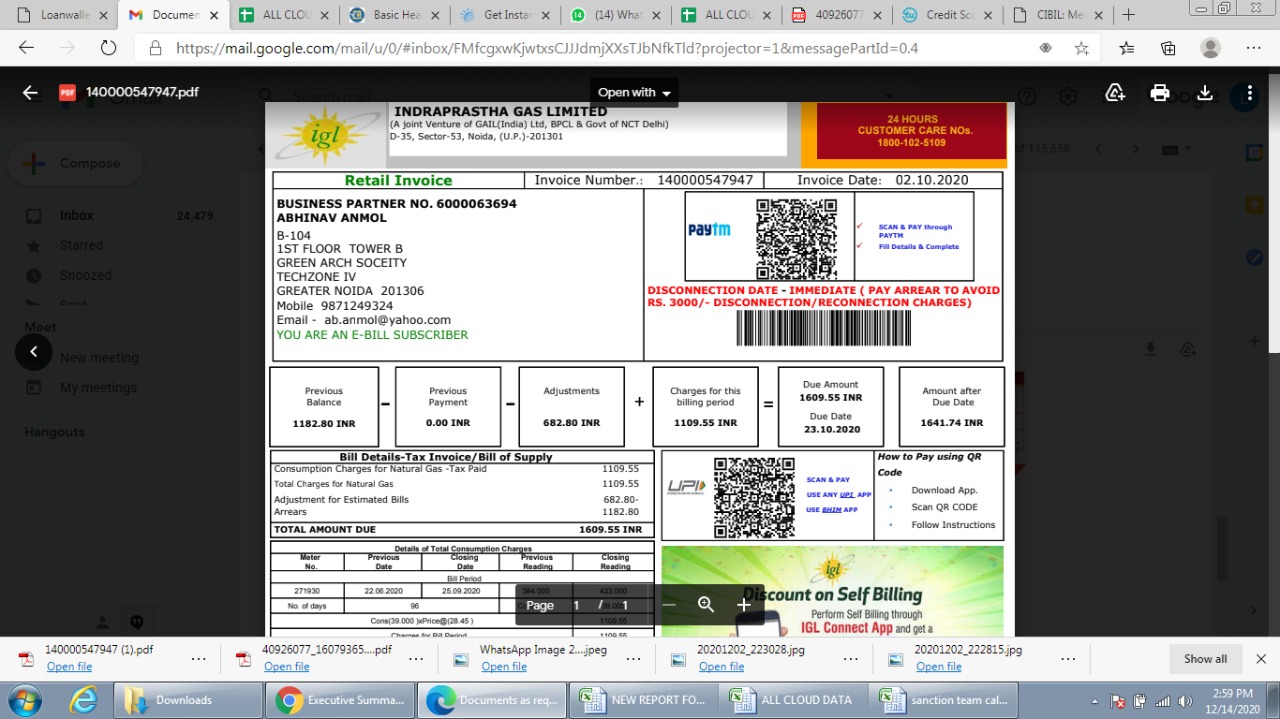 Loaname
Documen
ALL CLOU
Basic Hea
Get Instar
(14) What
ALL CLOU
4092607
Credit Sco
CIBIL: Me
https://mail.google.com/mail/u/0/#inbox/FMfcgxwKjwtxsCJJJdmjXXsTJbNfkTld?projector=1&messagePartId=0.4
PDF 140000547947.pdf
Open with
Search mail
Compose
of 115,658
Inbox 24,479
Starred
Snoozed
Meet
New meeting
My meetings
Hangouts
igl
INDRAPRASTHA GAS LIMITED
(A joint Venture of GAIL(India) Ltd, BPCL & Govt of NCT Delhi)
D-35, Sector-53, Noida, (U.P.)-201301
24 HOURS
CUSTOMER CARE NOs.
1800-102-5109
Retail Invoice Invoice Number.: 140000547947 Invoice Date: 02.10.2020
BUSINESS PARTNER NO. 6000063694
ABHINAV ANMOL
B-104
1ST FLOOR TOWER B
GREEN ARCH SOCEITY
TECHZONE IV
GREATER NOIDA 201306
Mobile 9871249324
Email - ab.anmol@yahoo.com
YOU ARE AN E-BILL SUBSCRIBER
paytm
SCAN & PAY through
PAYTM
Fill Details & Complete
DISCONNECTION DATE - IMMEDIATE ( PAY ARREAR TO AVOID
RS. 3000/- DISCONNECTION/RECONNECTION CHARGES)
Previous
Balance
1182.80 INR
-
Previous
Payment
0.00 INR
-
Adjustments
682.80 INR
+
Charges for this
billing period
1109.55 INR
=
Due Amount
1609.55 INR
Due Date
23.10.2020
Amount after
Due Date
1641.74 INR
Bill Details-Tax Invoice/Bill of Supply
Consumption Charges for Natural Gas -Tax Paid 1109.55
Total Charges for Natural Gas 1109.55
Adjustment for Estimated Bills 682.80-
Arrears 1182.80
TOTAL AMOUNT DUE 1609.55 INR
UPI
SCAN & PAY
USE ANY UPI APP
USE BHIM APP
How to Pay using QR
Code
Download App.
Scan QR CODE
Follow Instructions
Details of Total Consumption Charges
Meter No. Previous Date Closing Date Previous Reading Closing Reading
Bill Period
271930 22.06.2020 25.09.2020 384.000 423.000
No. of days 96
Cons(39.000 )xPrice@(28.45 ) 1109.55
Charges for Bill Period 1109.55
Page 1 / 1
igl
Discount on Self Billing
Perform Self Billing through
IGL Connect App and get a
140000547947 (1).pdf
Open file
40926077_16079365....pdf
Open file
WhatsApp Image 2....jpeg
Open file
20201202_223028.jpg
Open file
20201202_222815.jpg
Open file
Show all
Downloads
Executive Summa...
Documents as req...
NEW REPORT FO...
ALL CLOUD DATA
sanction team cal...
2:59 PM
12/14/2020